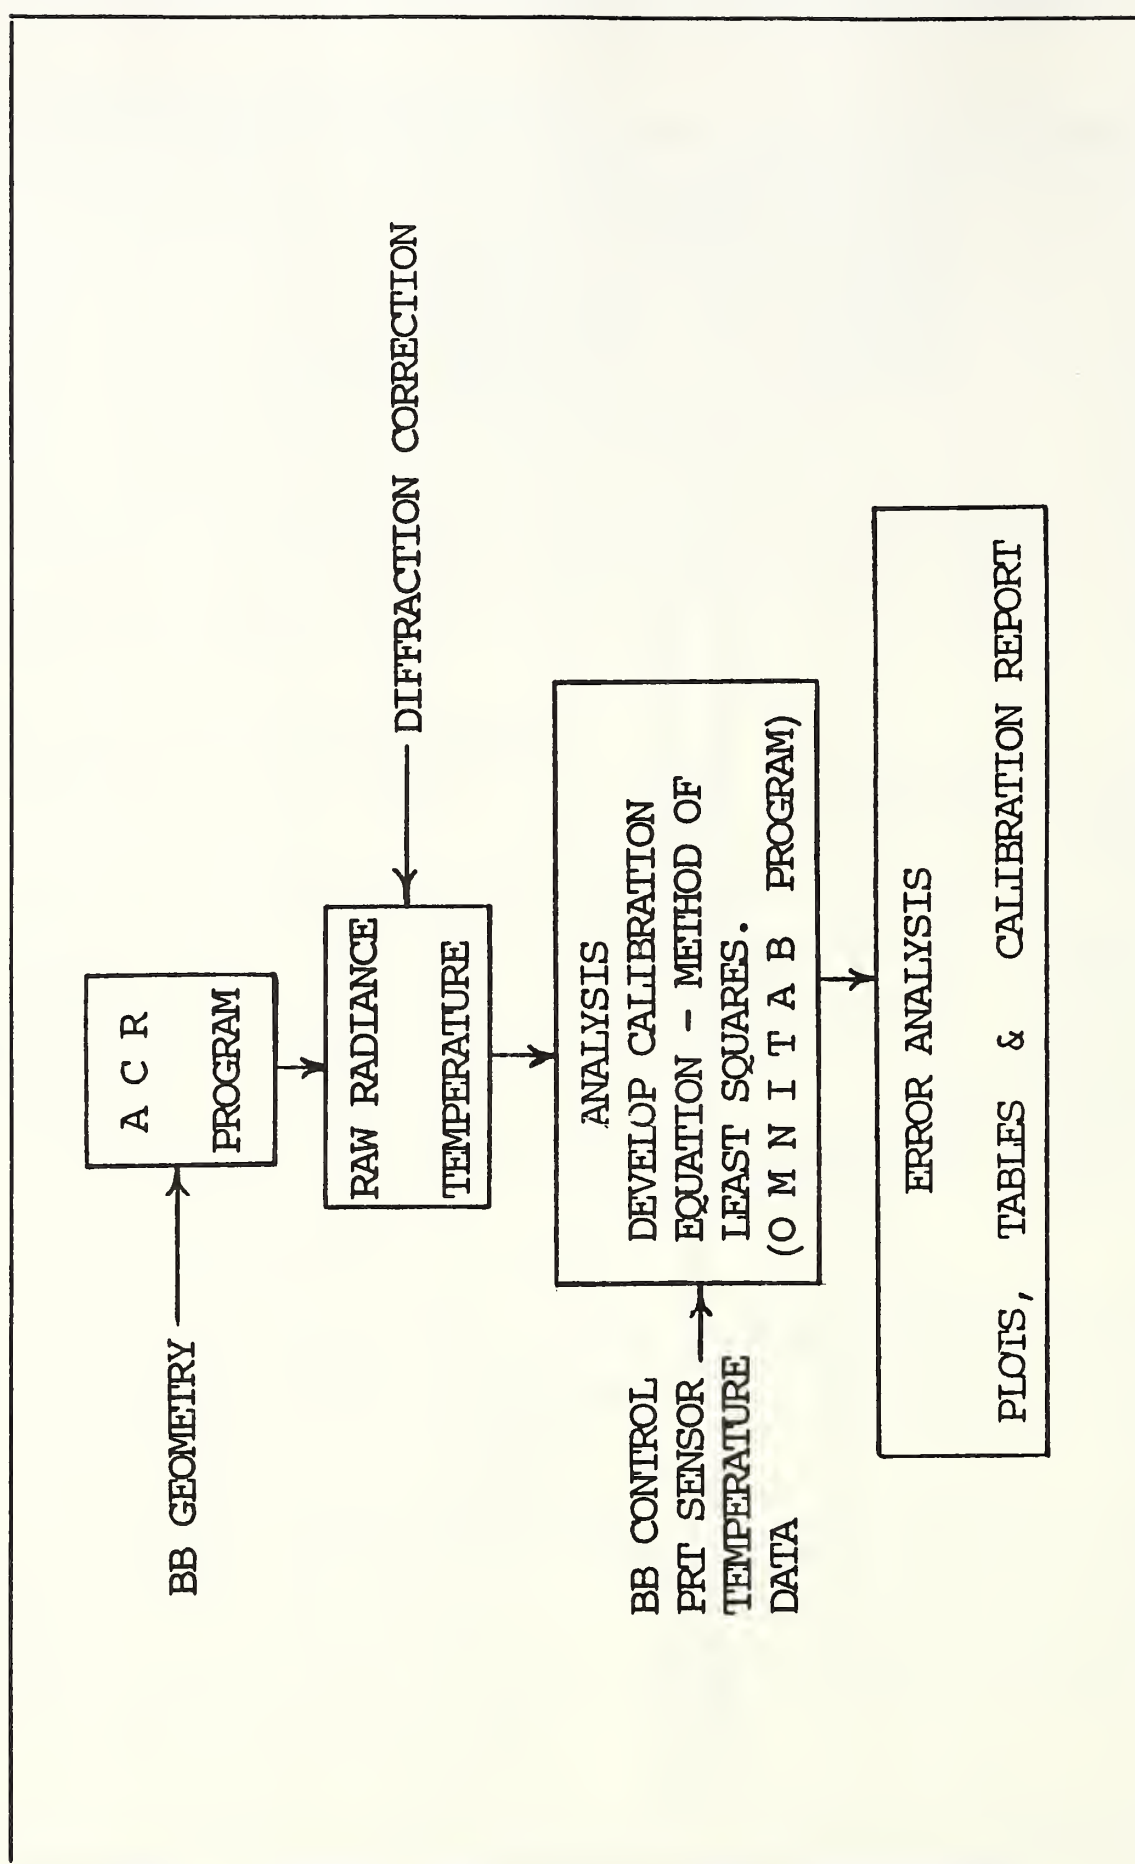 BB GEOMETRY
A C R
PROGRAM
RAW RADIANCE
TEMPERATURE
DIFFRACTION CORRECTION
BB CONTROL
PRT SENSOR
TEMPERATURE
DATA
ANALYSIS
DEVELOP CALIBRATION
EQUATION - METHOD OF
LEAST SQUARES.
(O M N I T A B PROGRAM)
ERROR ANALYSIS
PLOTS, TABLES & CALIBRATION REPORT